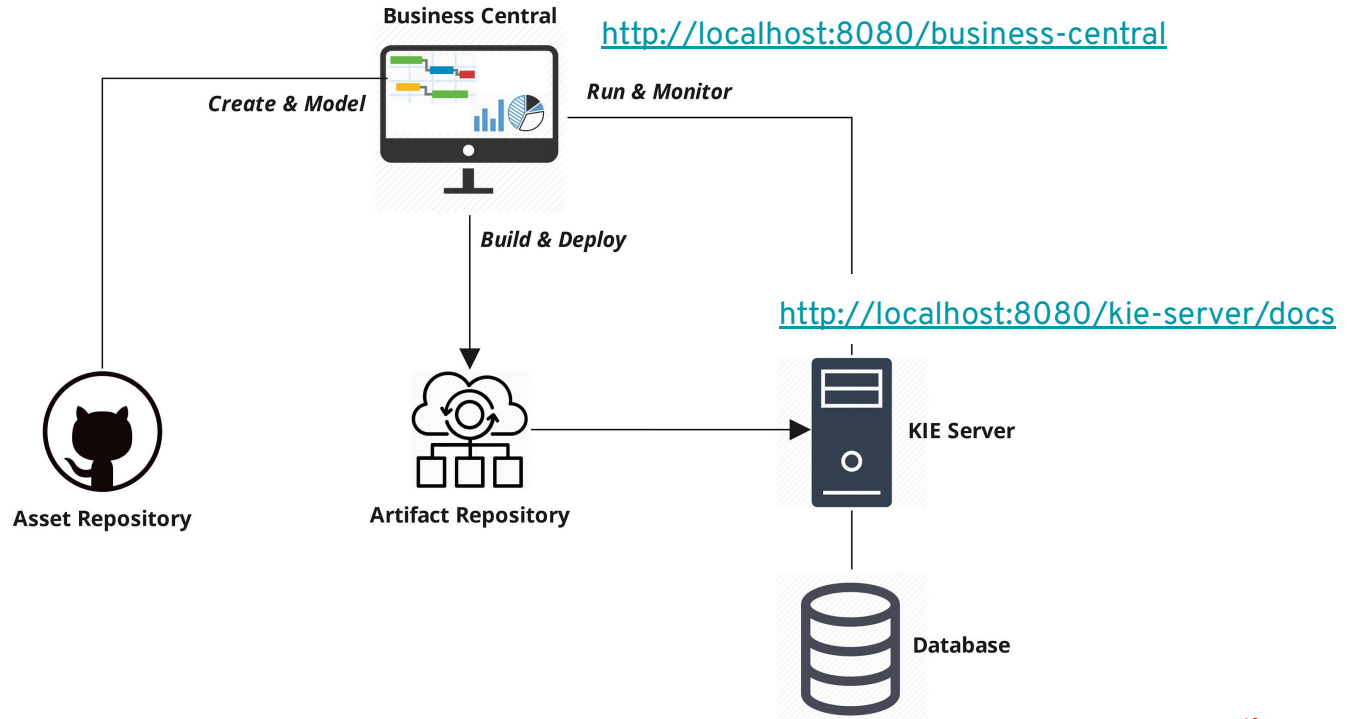 Business Central
http://localhost:8080/business-central
Create & Model
Run & Monitor
Build & Deploy
http://localhost:8080/kie-server/docs
KIE Server
Asset Repository
Artifact Repository
Database